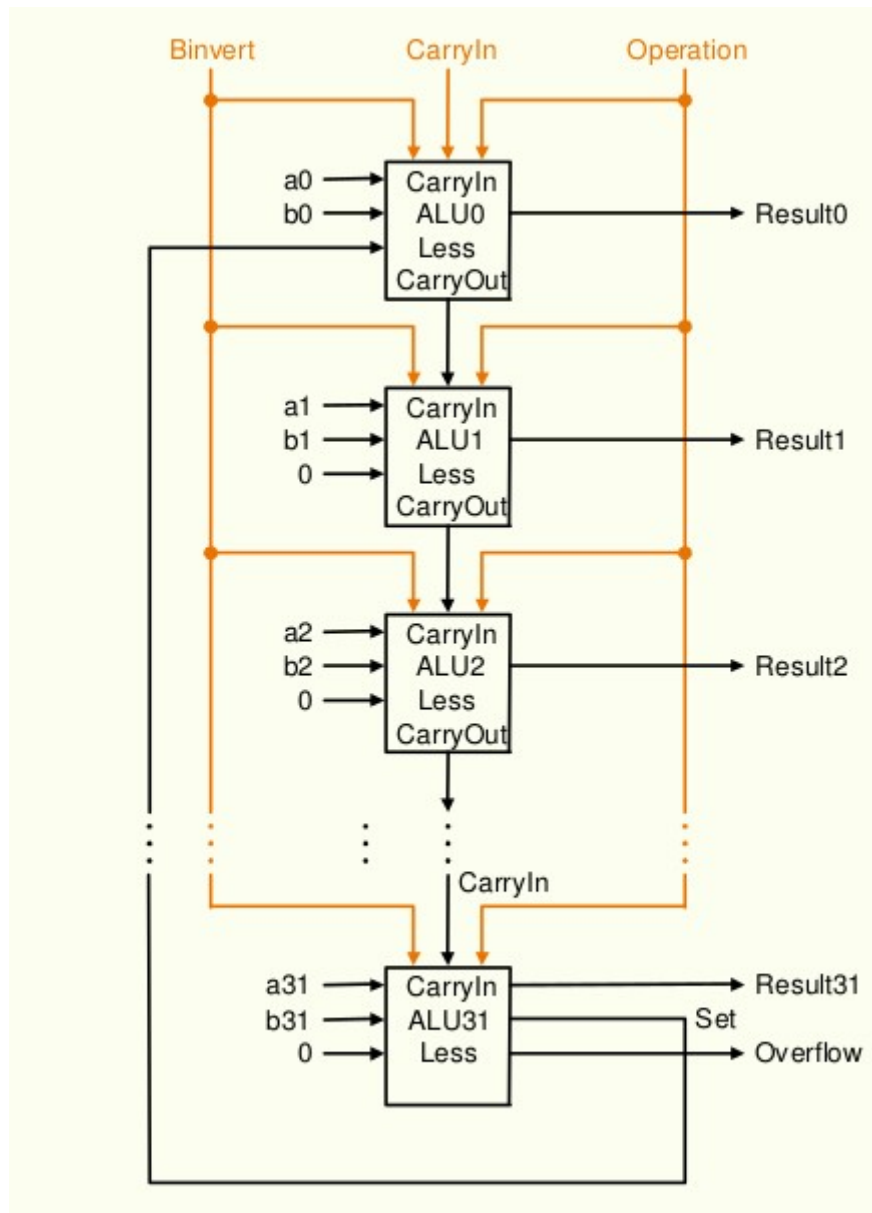 Binvert CarryIn Operation
a0 CarryIn
b0 ALU0 Result0
Less
CarryOut
a1 CarryIn
b1 ALU1 Result1
0 Less
CarryOut
a2 CarryIn
b2 ALU2 Result2
0 Less
CarryOut
CarryIn
a31 CarryIn Result31
b31 ALU31 Set
0 Less Overflow